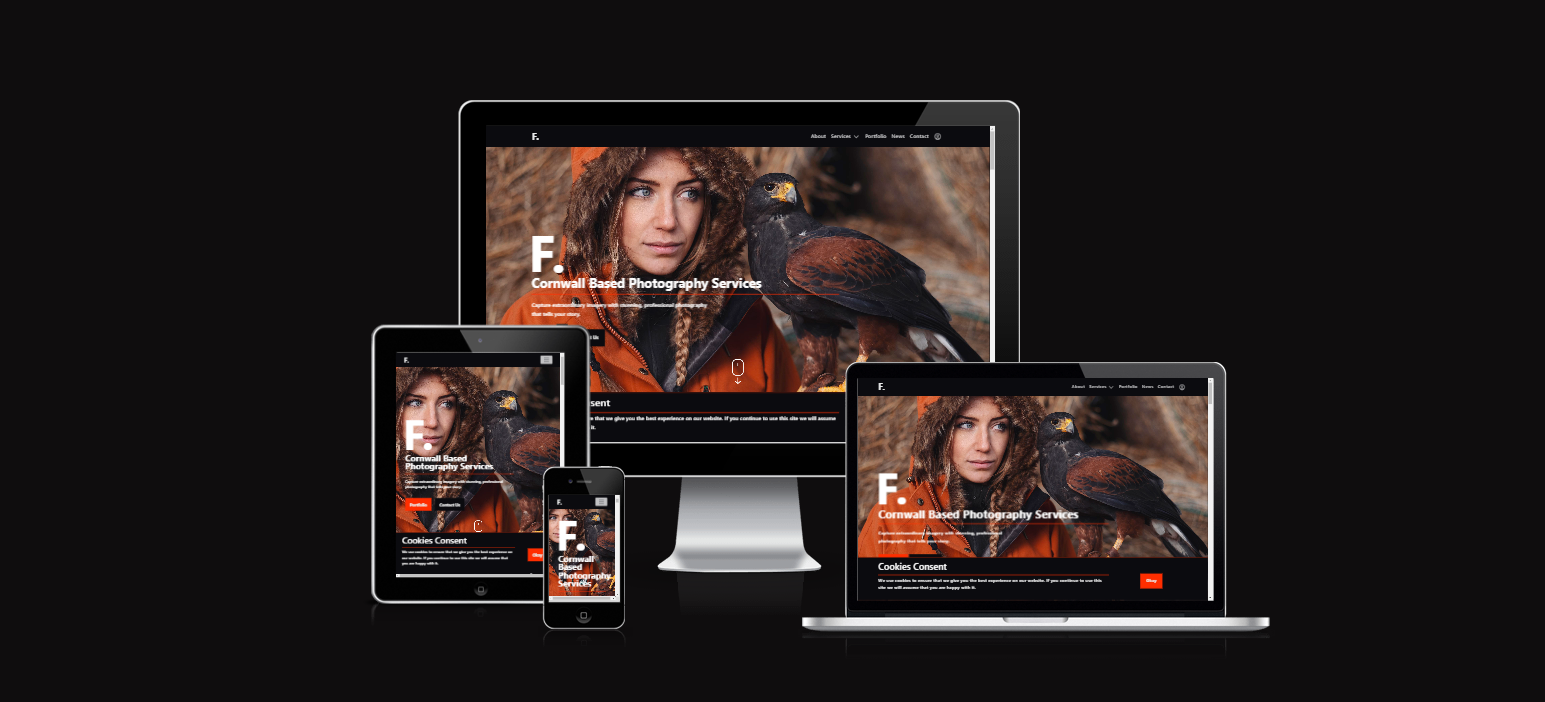 F.
About Services Portfolio News Contact
F.
Cornwall Based Photography Services
Capture extraordinary imagery with stunning, professional photography
that tells your story.
t Us
sent
e that we give you the best experience on our website. If you continue to use this site we will assume
it.
F.
F.
Cornwall Based
Photography Services
Capture extraordinary imagery with stunning, professional
photography that tells your story.
Portfolio Contact Us
Cookies Consent
We use cookies to ensure that we give you the best experience on
our website. If you continue to use this site we will assume that
you are happy with it.
Okay
F.
F.
Cornwall
Based
Photography
Services
F.
About Services Portfolio News Contact
F.
Cornwall Based Photography Services
Capture extraordinary imagery with stunning, professional
photography that tells your story.
Cookies Consent
We use cookies to ensure that we give you the best experience on our website. If you continue to use this
site we will assume that you are happy with it.
Okay